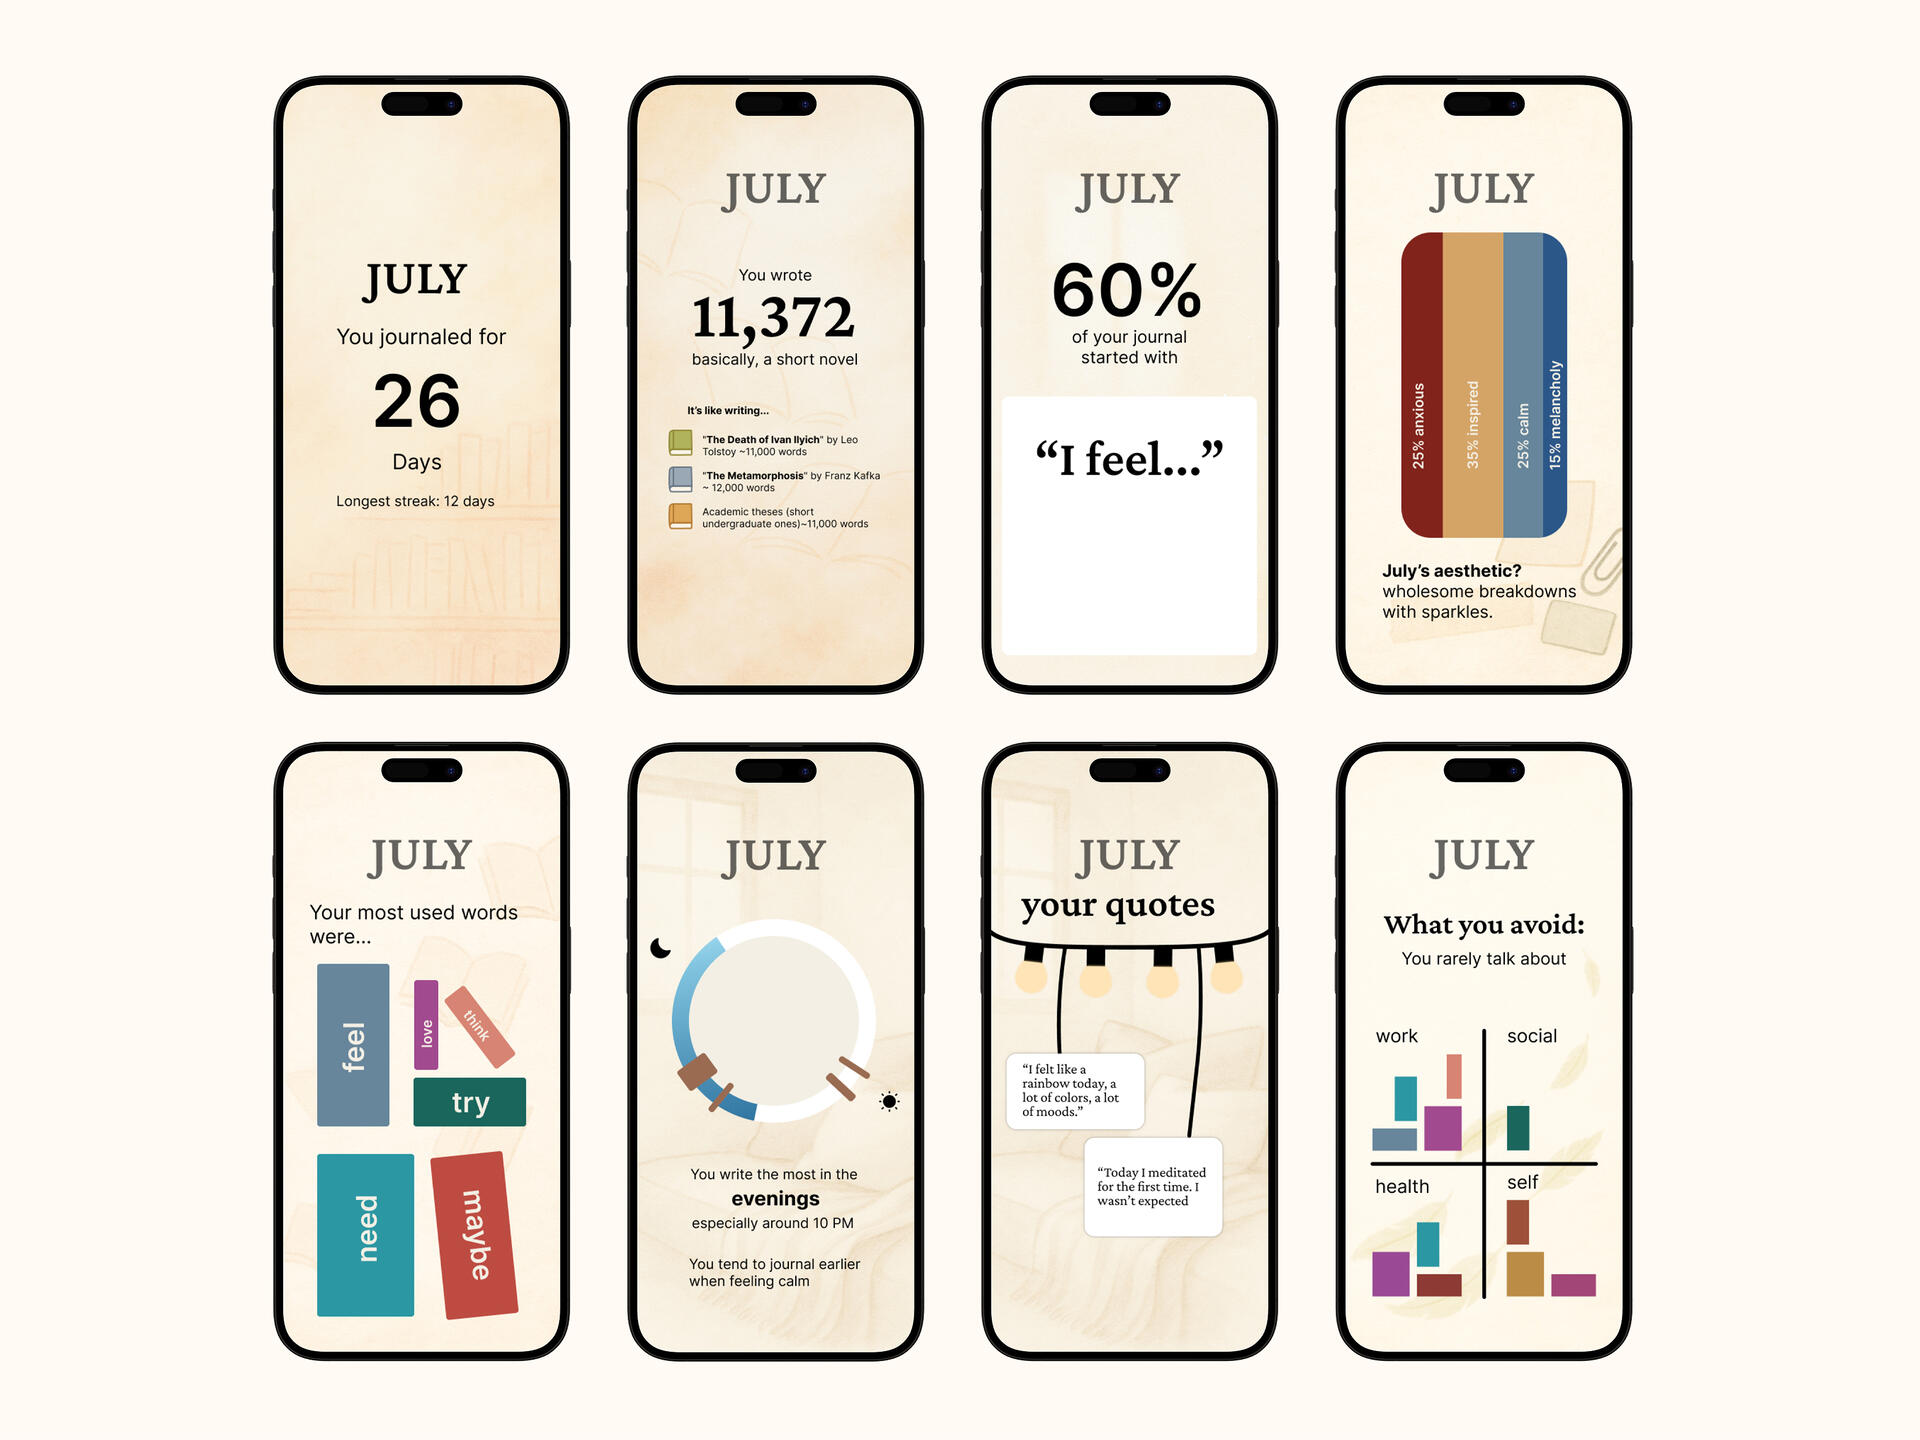 JULY
You journaled for
26
Days
Longest streak: 12 days
JULY
You wrote
11,372
basically, a short novel
It's like writing...
"The Death of Ivan Ilyich" by Leo
Tolstoy ~11,000 words
"The Metamorphosis" by Franz Kafka
~ 12,000 words
Academic theses (short
undergraduate ones)~11,000 words
JULY
60%
of your journal
started with
“I feel...”
JULY
25% anxious
35% inspired
25% calm
15% melancholy
July’s aesthetic?
wholesome breakdowns
with sparkles.
JULY
Your most used words
were...
feel
love
think
try
need
maybe
JULY
You write the most in the
evenings
especially around 10 PM
You tend to journal earlier
when feeling calm
JULY
your quotes
“I felt like a
rainbow today, a
lot of colors, a lot
of moods.”
“Today I meditated
for the first time. I
wasn’t expected
JULY
What you avoid:
You rarely talk about
work
social
health
self